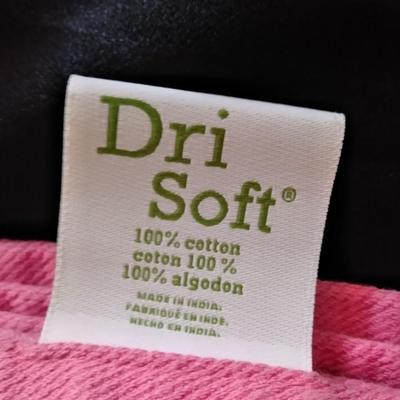 Dri
Soft®
100% cotton
coton 100 %
100% algodon
MADE IN INDIA.
FABRIQUÉ EN INDE.
HECHO EN INDIA.